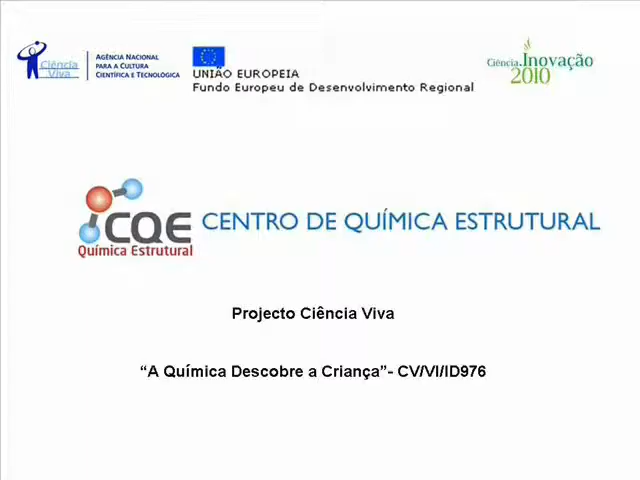 Ciência Viva
AGÊNCIA NACIONAL
PARA A CULTURA
CIENTÍFICA E TECNOLÓGICA
UNIÃO EUROPEIA
Fundo Europeu de Desenvolvimento Regional
Ciência.Inovação
2010
CQE
Química Estrutural
CENTRO DE QUÍMICA ESTRUTURAL
Projecto Ciência Viva
“A Química Descobre a Criança”- CV/VI/ID976